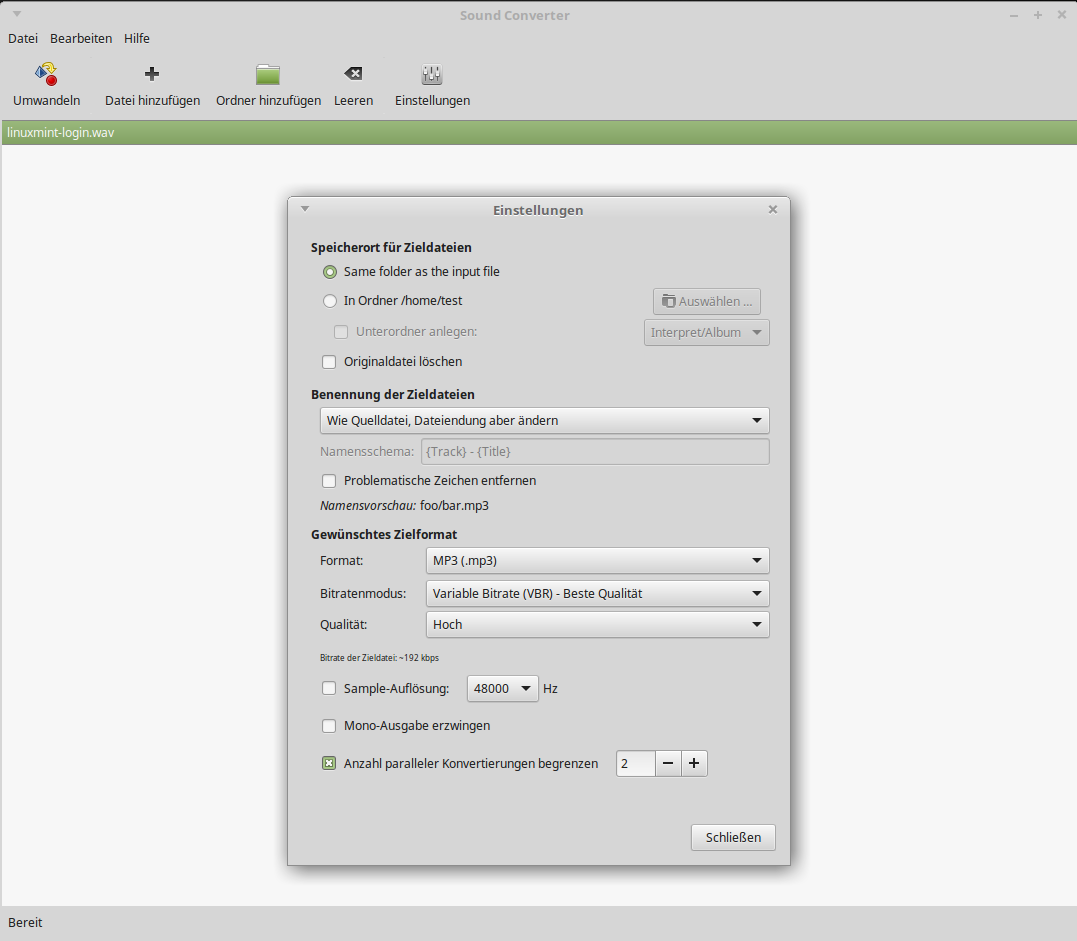 Sound Converter
Datei Bearbeiten Hilfe
Umwandeln Datei hinzufügen Ordner hinzufügen Leeren Einstellungen
linuxmint-login.wav
Einstellungen
Speicherort für Zieldateien
Same folder as the input file
In Ordner /home/test Auswählen ...
Unterordner anlegen: Interpret/Album
Originaldatei löschen
Benennung der Zieldateien
Wie Quelldatei, Dateiendung aber ändern
Namensschema: {Track} - {Title}
Problematische Zeichen entfernen
Namensvorschau: foo/bar.mp3
Gewünschtes Zielformat
Format: MP3 (.mp3)
Bitratenmodus: Variable Bitrate (VBR) - Beste Qualität
Qualität: Hoch
Bitrate der Zieldatei: ~192 kbps
Sample-Auflösung: 48000 Hz
Mono-Ausgabe erzwingen
Anzahl paralleler Konvertierungen begrenzen 2
Schließen
Bereit